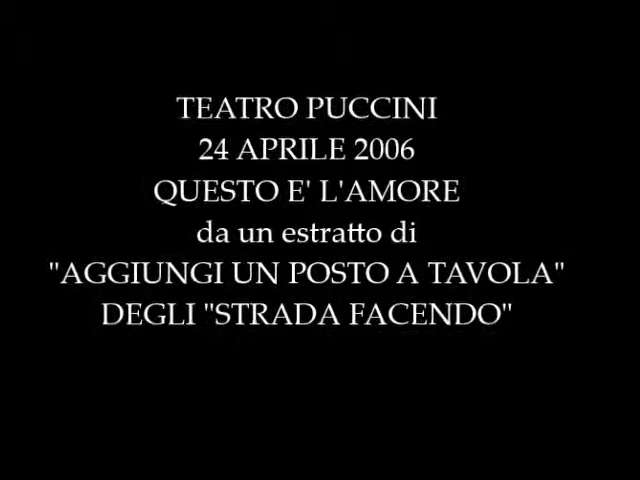 TEATRO PUCCINI
24 APRILE 2006
QUESTO E' L'AMORE
da un estratto di
"AGGIUNGI UN POSTO A TAVOLA"
DEGLI "STRADA FACENDO"